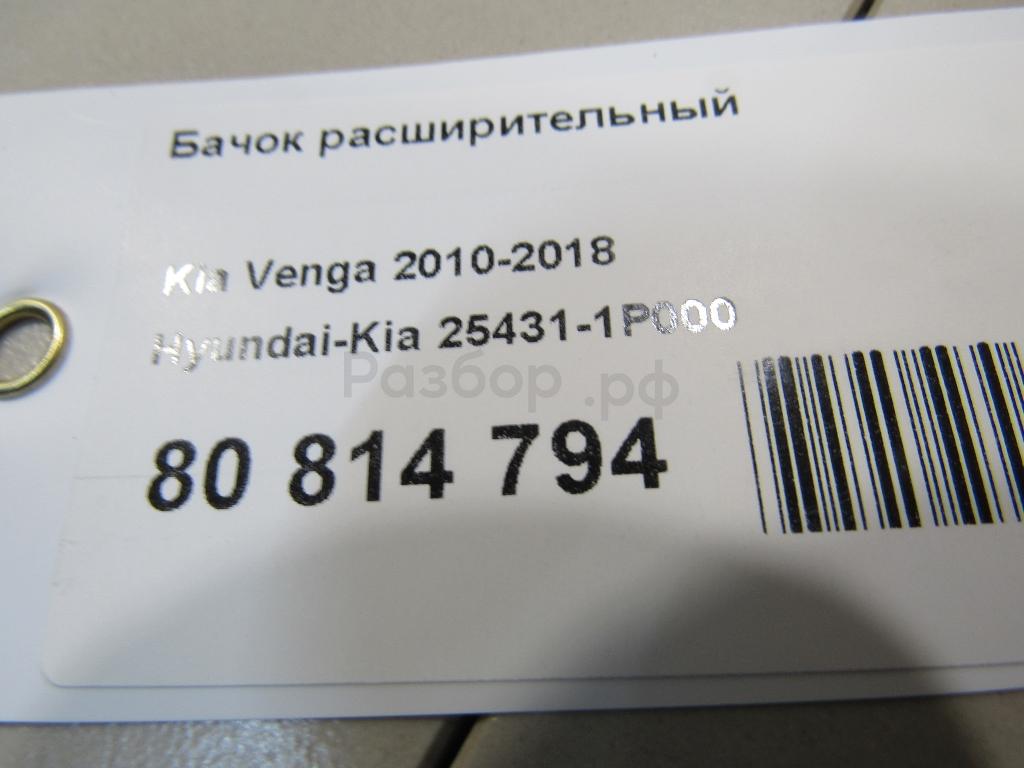 Бачок расширительный
Kia Venga 2010-2018
Hyundai-Kia 25431-1P000
Разбор.рф
80 814 794